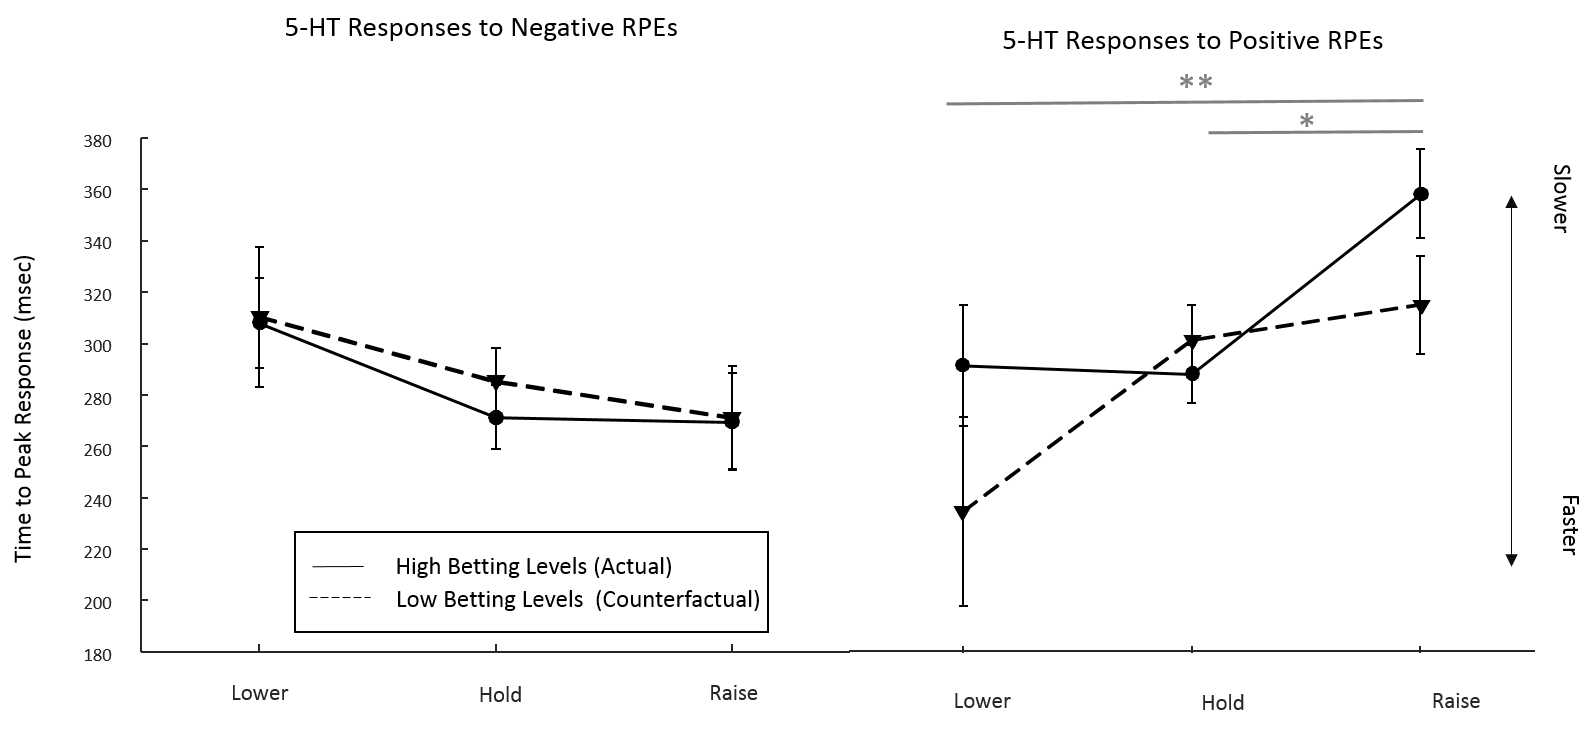 5-HT Responses to Negative RPEs
5-HT Responses to Positive RPEs
**
*
380
360
340
320
300
280
260
240
220
200
180
Time to Peak Response (msec)
High Betting Levels (Actual)
Low Betting Levels (Counterfactual)
Lower
Hold
Raise
Lower
Hold
Raise
Slower
Faster